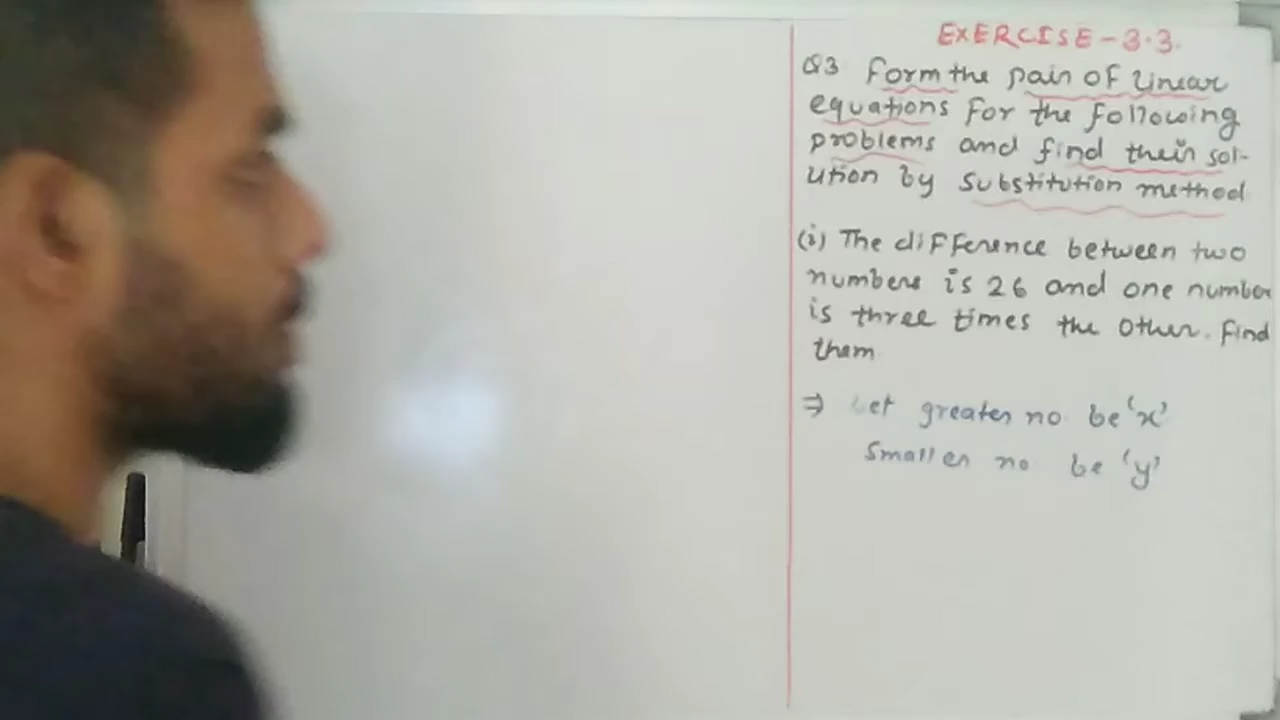 EXERCISE-3.3.
Q3 Form the pair of linear
equations for the following
problems and find their sol-
ution by substitution method
(i) The difference between two
numbers is 26 and one number
is three times the other. Find
them
⇒ Let greater no be 'x'
Smaller no be 'y'